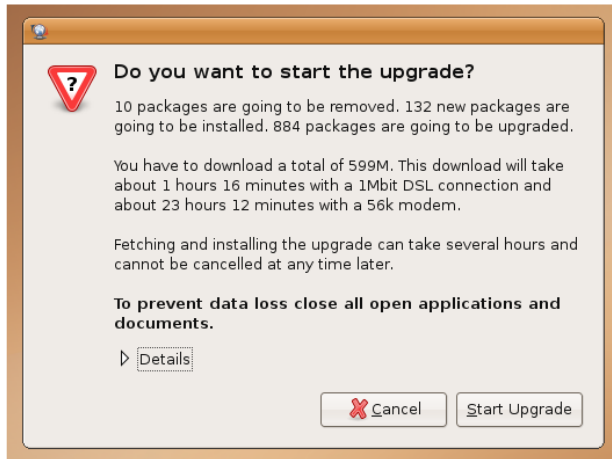 ?
Do you want to start the upgrade?
10 packages are going to be removed. 132 new packages are
going to be installed. 884 packages are going to be upgraded.
You have to download a total of 599M. This download will take
about 1 hours 16 minutes with a 1Mbit DSL connection and
about 23 hours 12 minutes with a 56k modem.
Fetching and installing the upgrade can take several hours and
cannot be cancelled at any time later.
To prevent data loss close all open applications and
documents.
Details
Cancel Start Upgrade